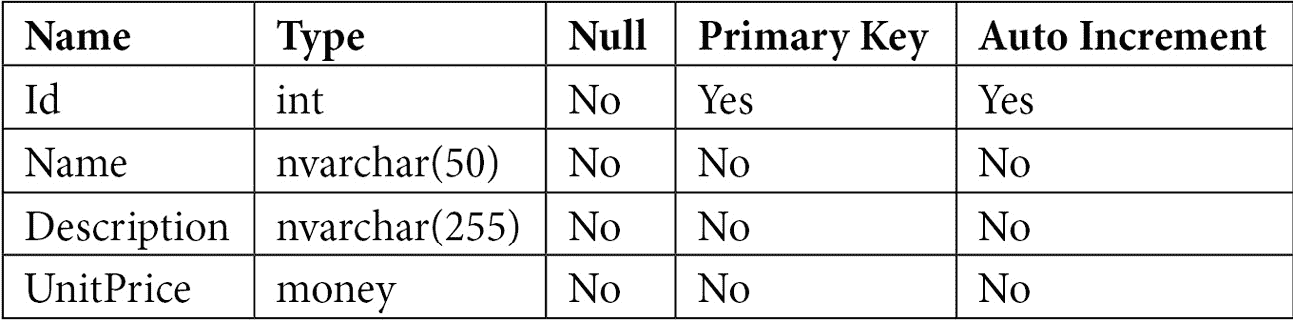 Name Type Null Primary Key Auto Increment
Id int No Yes Yes
Name nvarchar(50) No No No
Description nvarchar(255) No No No
UnitPrice money No No No